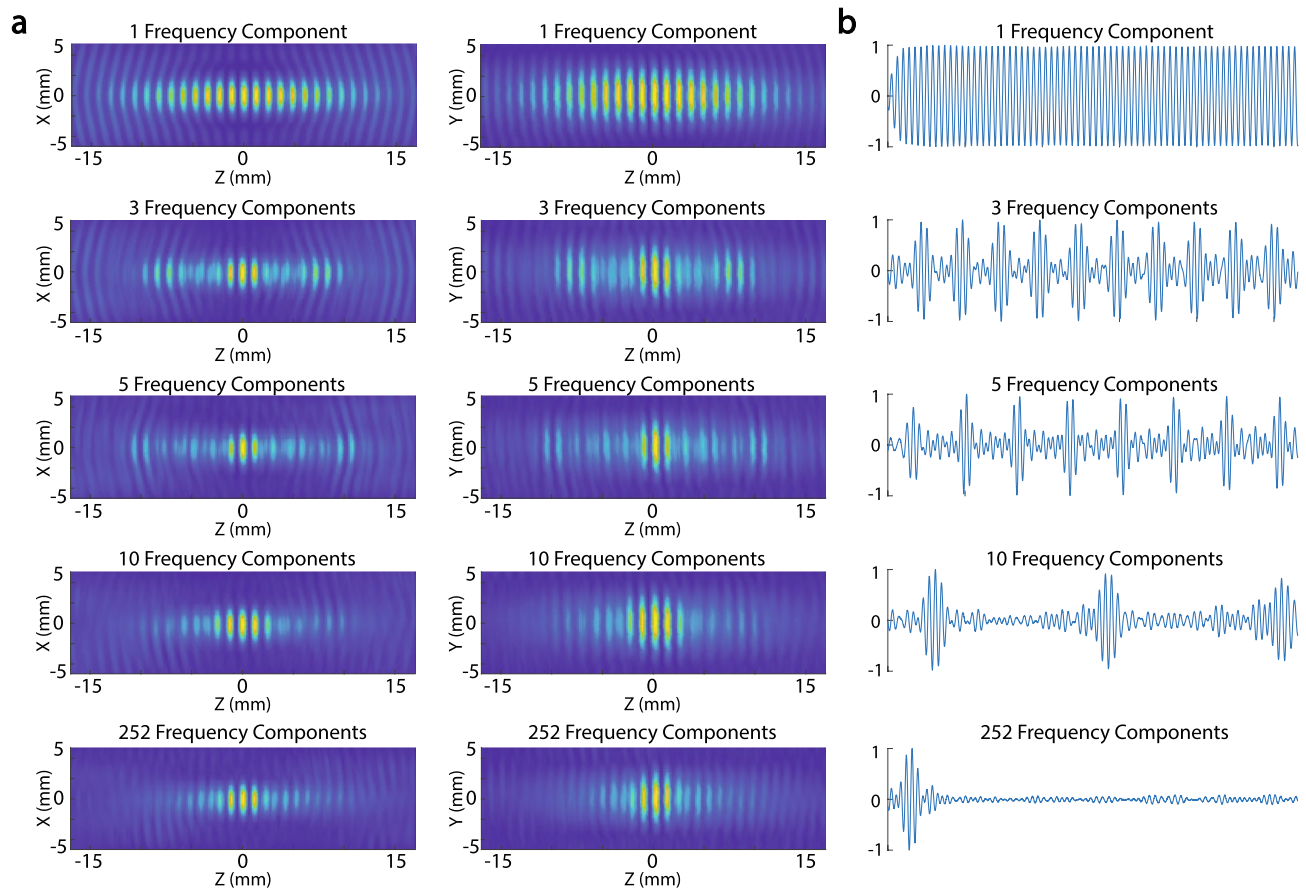 a
b
1 Frequency Component
5
0
-5
X (mm)
-15 0 15
Z (mm)
1 Frequency Component
5
0
-5
Y (mm)
-15 0 15
Z (mm)
1 Frequency Component
1
0
-1
3 Frequency Components
5
0
-5
X (mm)
-15 0 15
Z (mm)
3 Frequency Components
5
0
-5
Y (mm)
-15 0 15
Z (mm)
3 Frequency Components
1
0
-1
5 Frequency Components
5
0
-5
X (mm)
-15 0 15
Z (mm)
5 Frequency Components
5
0
-5
Y (mm)
-15 0 15
Z (mm)
5 Frequency Components
1
0
-1
10 Frequency Components
5
0
-5
X (mm)
-15 0 15
Z (mm)
10 Frequency Components
5
0
-5
Y (mm)
-15 0 15
Z (mm)
10 Frequency Components
1
0
-1
252 Frequency Components
5
0
-5
X (mm)
-15 0 15
Z (mm)
252 Frequency Components
5
0
-5
Y (mm)
-15 0 15
Z (mm)
252 Frequency Components
1
0
-1